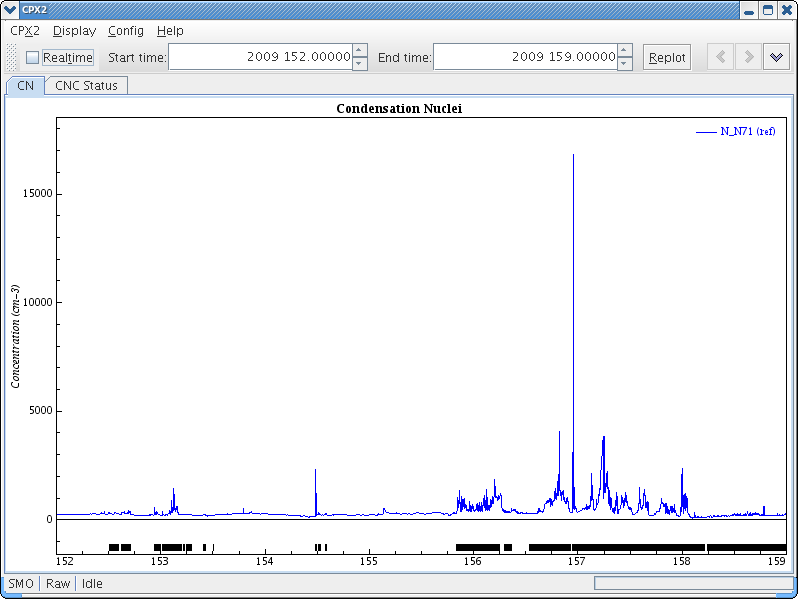 CPX2
CPX2 Display Config Help
Realtime Start time: 2009 152.00000 End time: 2009 159.00000 Replot
CN CNC Status
Condensation Nuclei
N_N71 (ref)
15000
10000
5000
0
Concentration (cm-3)
152 153 154 155 156 157 158 159
SMO Raw Idle